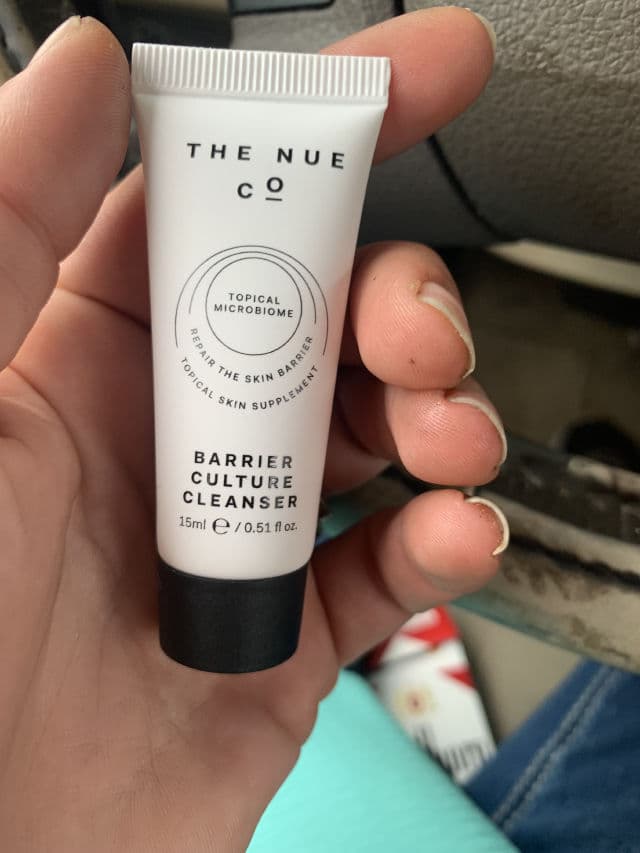 THE NUE
CO
TOPICAL
MICROBIOME
REPAIR THE SKIN BARRIER
TOPICAL SKIN SUPPLEMENT
BARRIER
CULTURE
CLEANSER
15ml ℮ / 0.51 fl oz.